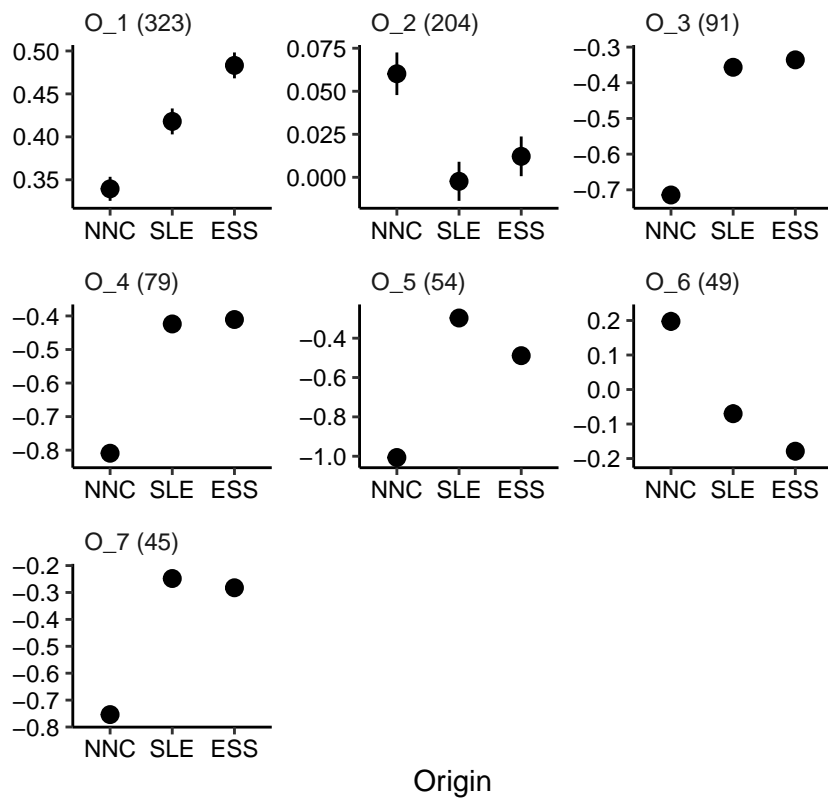 O_1 (323)
0.50
0.45
0.40
0.35
NNC SLE ESS
O_2 (204)
0.075
0.050
0.025
0.000
NNC SLE ESS
O_3 (91)
−0.3
−0.4
−0.5
−0.6
−0.7
NNC SLE ESS
O_4 (79)
−0.4
−0.5
−0.6
−0.7
−0.8
NNC SLE ESS
O_5 (54)
−0.4
−0.6
−0.8
−1.0
NNC SLE ESS
O_6 (49)
0.2
0.1
0.0
−0.1
−0.2
NNC SLE ESS
O_7 (45)
−0.2
−0.3
−0.4
−0.5
−0.6
−0.7
−0.8
NNC SLE ESS
Origin